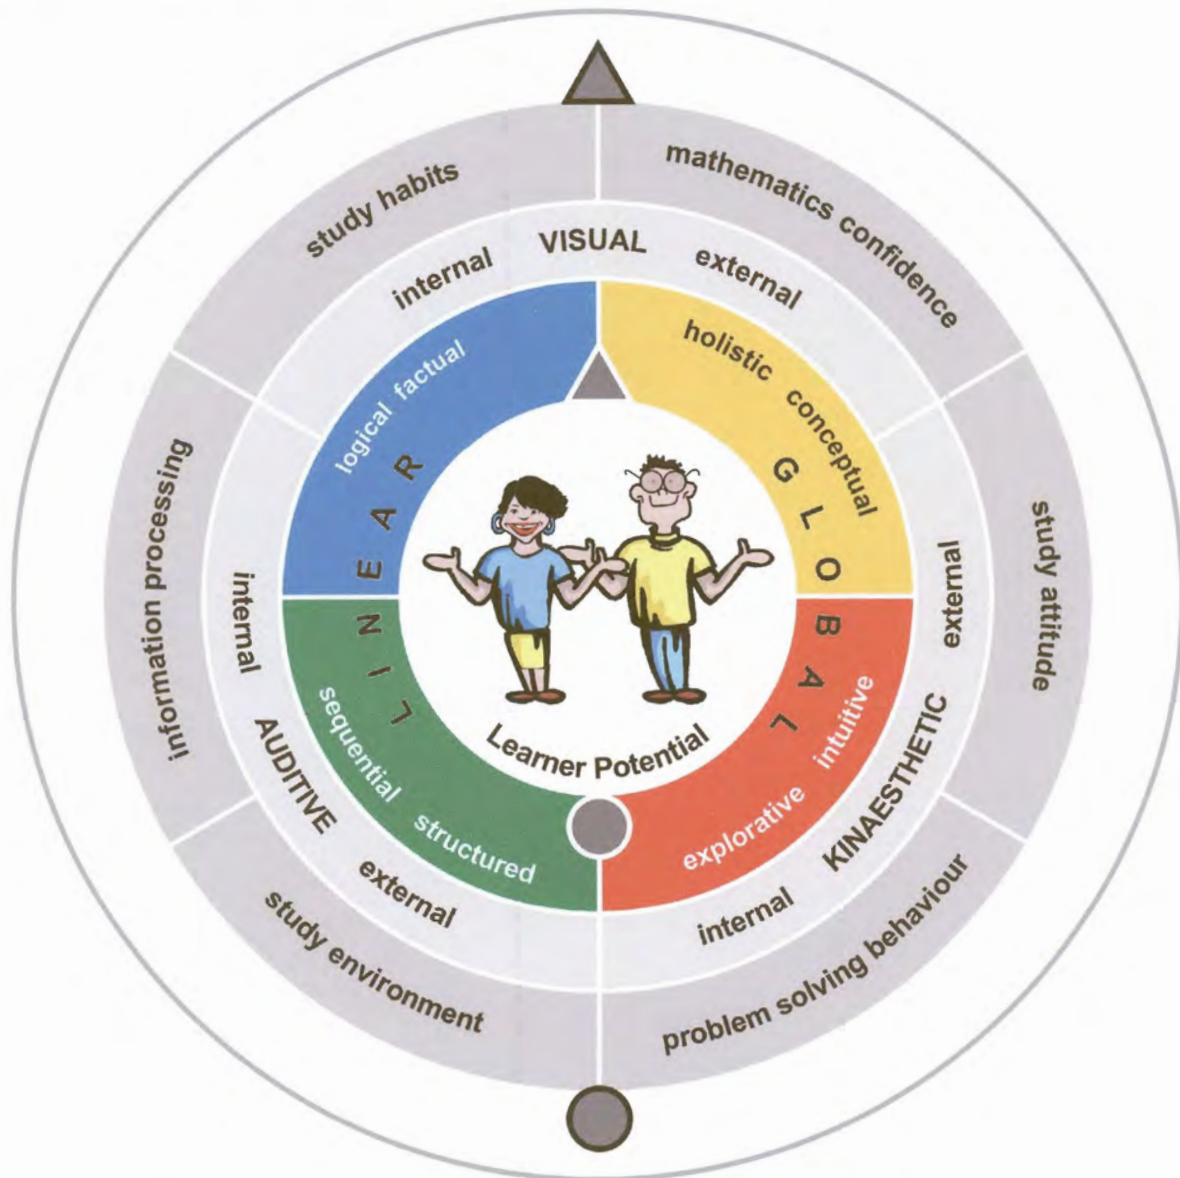 study habits
mathematics confidence
study attitude
problem solving behaviour
study environment
information processing
internal
VISUAL
external
external
KINAESTHETIC
internal
external
AUDITIVE
internal
logical factual
holistic conceptual
explorative intuitive
sequential structured
LINEAR
GLOBAL
Learner Potential